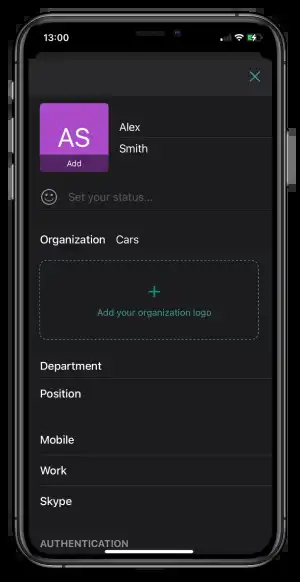 13:00
AS
Add
Alex
Smith
Set your status...
Organization Cars
+
Add your organization logo
Department
Position
Mobile
Work
Skype
AUTHENTICATION